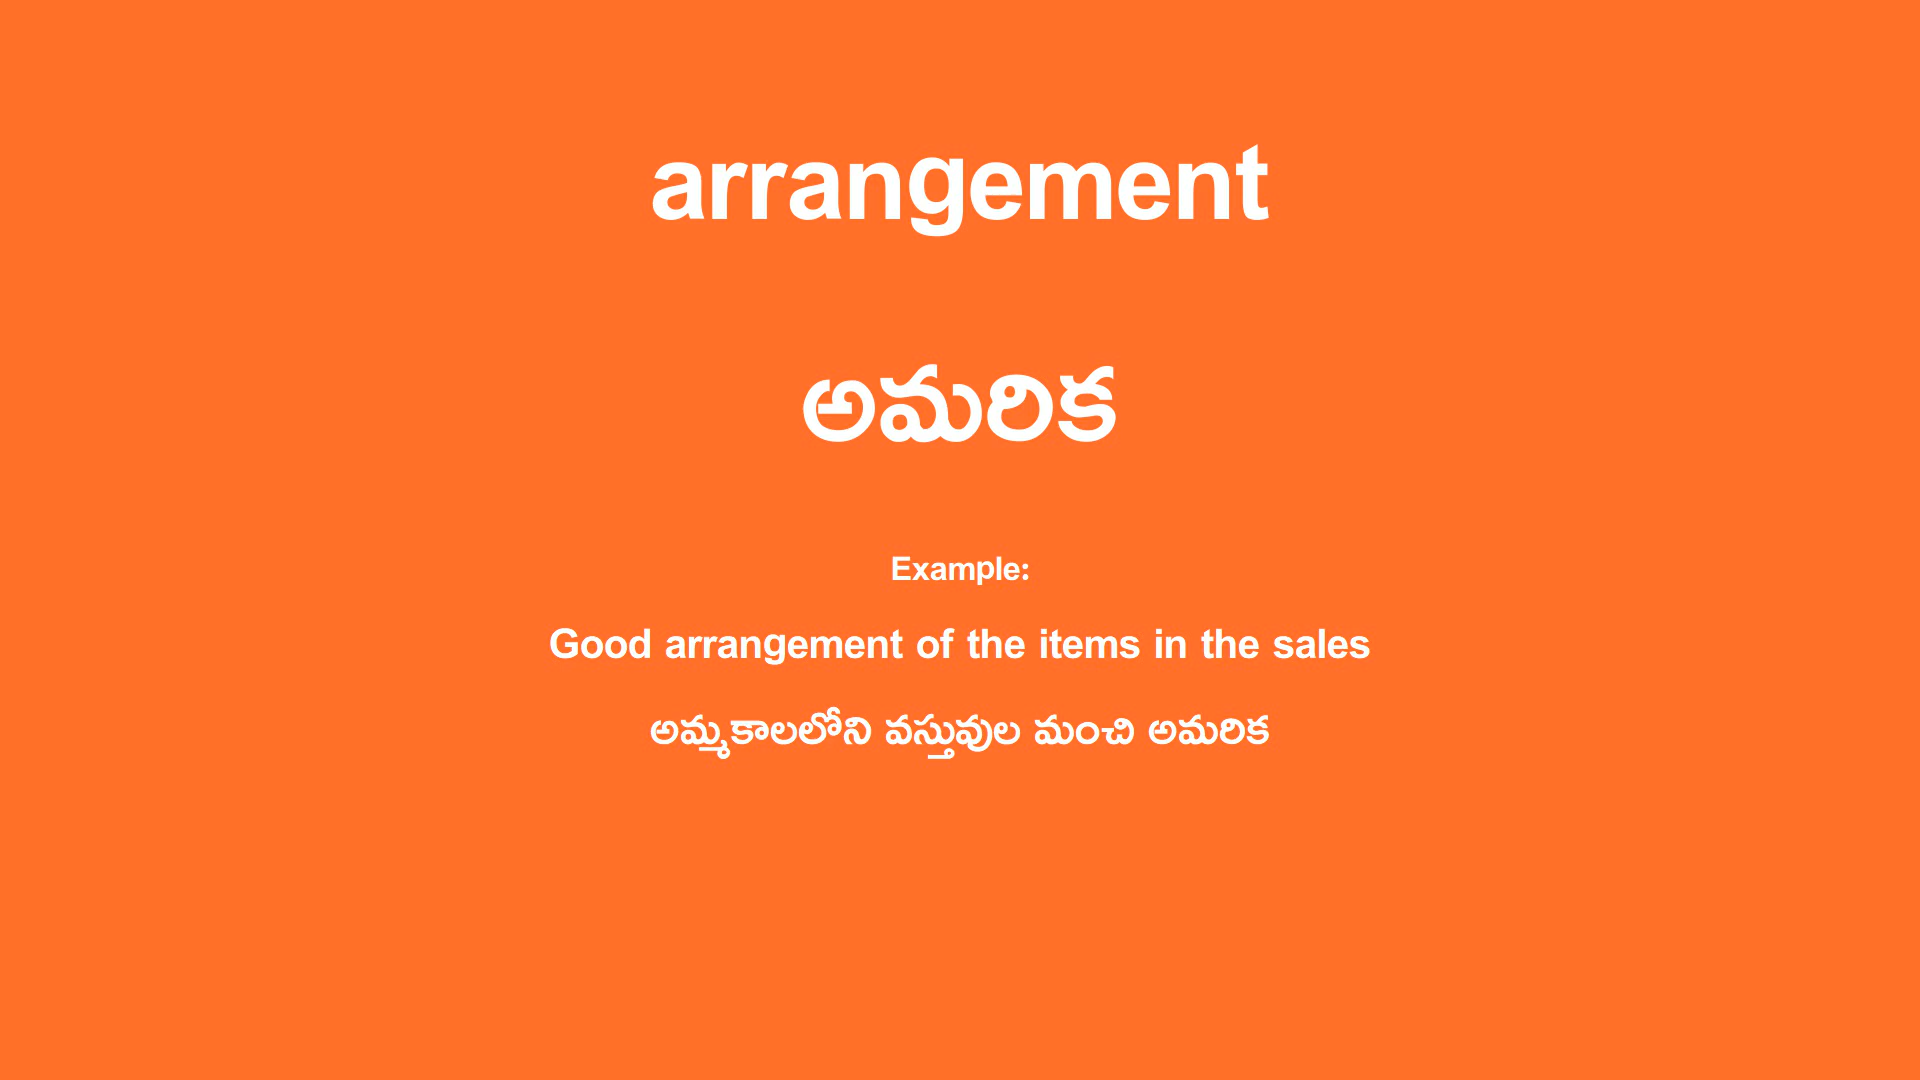 arrangement
అమరిక
Example:
Good arrangement of the items in the sales
అమ్మకాలలోని వస్తువుల మంచి అమరిక